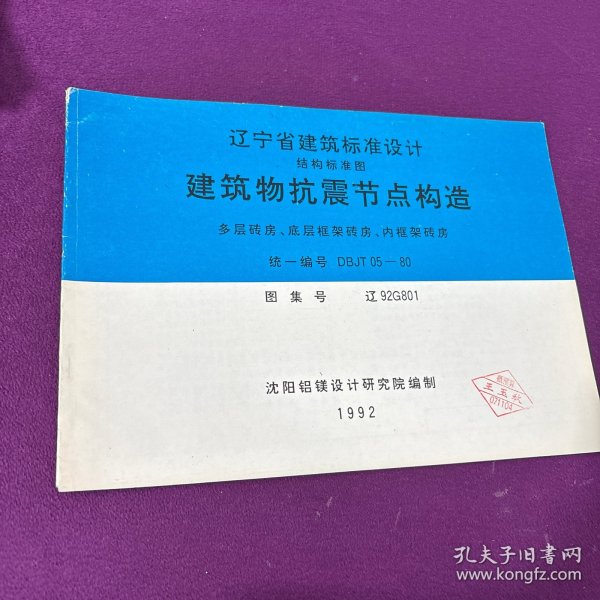 辽宁省建筑标准设计
结构标准图
建筑物抗震节点构造
多层砖房、底层框架砖房、内框架砖房
统一编号 DBJT 05—80
图集号 辽92G801
沈阳铝镁设计研究院编制
1992
王玉秋
071104
孔夫子旧书网
www.kongfz.com